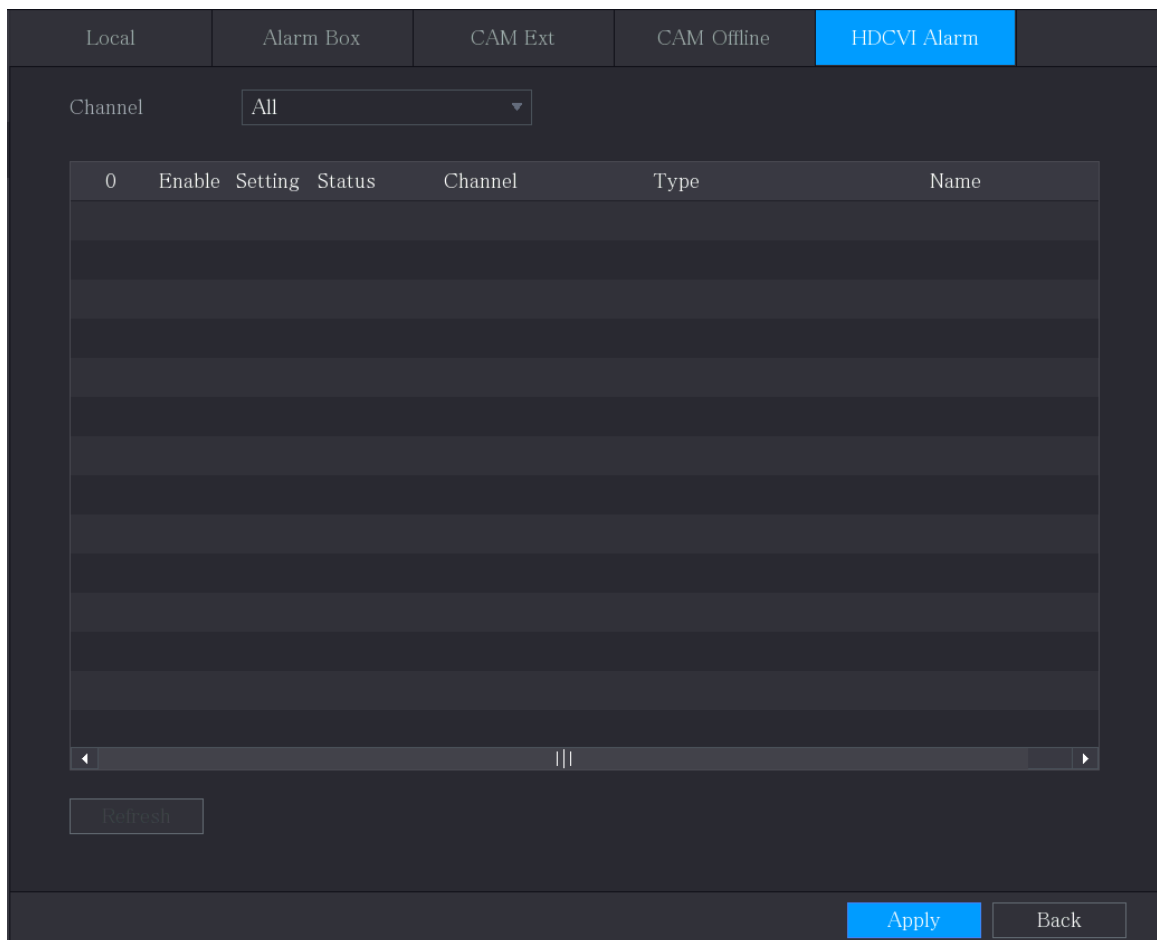 Local Alarm Box CAM Ext CAM Offline HDCVI Alarm
Channel All
0 Enable Setting Status Channel Type Name
Refresh
Apply Back